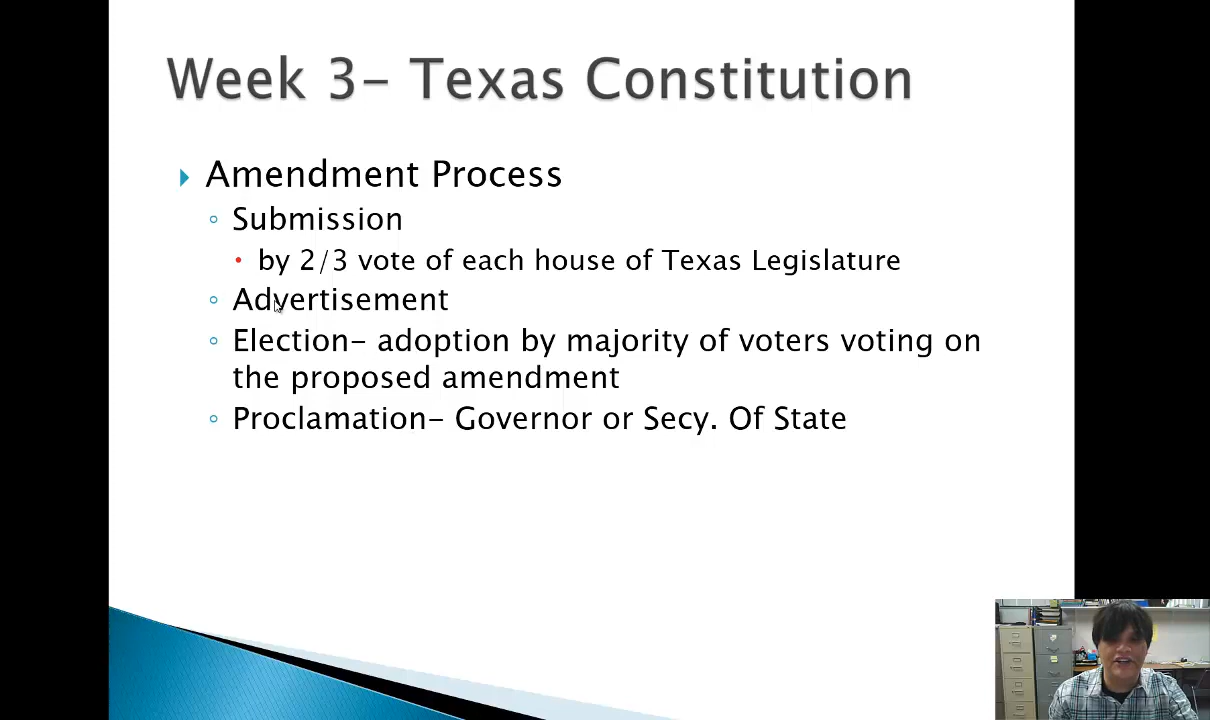 Week 3- Texas Constitution
Amendment Process
Submission
by 2/3 vote of each house of Texas Legislature
Advertisement
Election- adoption by majority of voters voting on
the proposed amendment
Proclamation- Governor or Secy. Of State